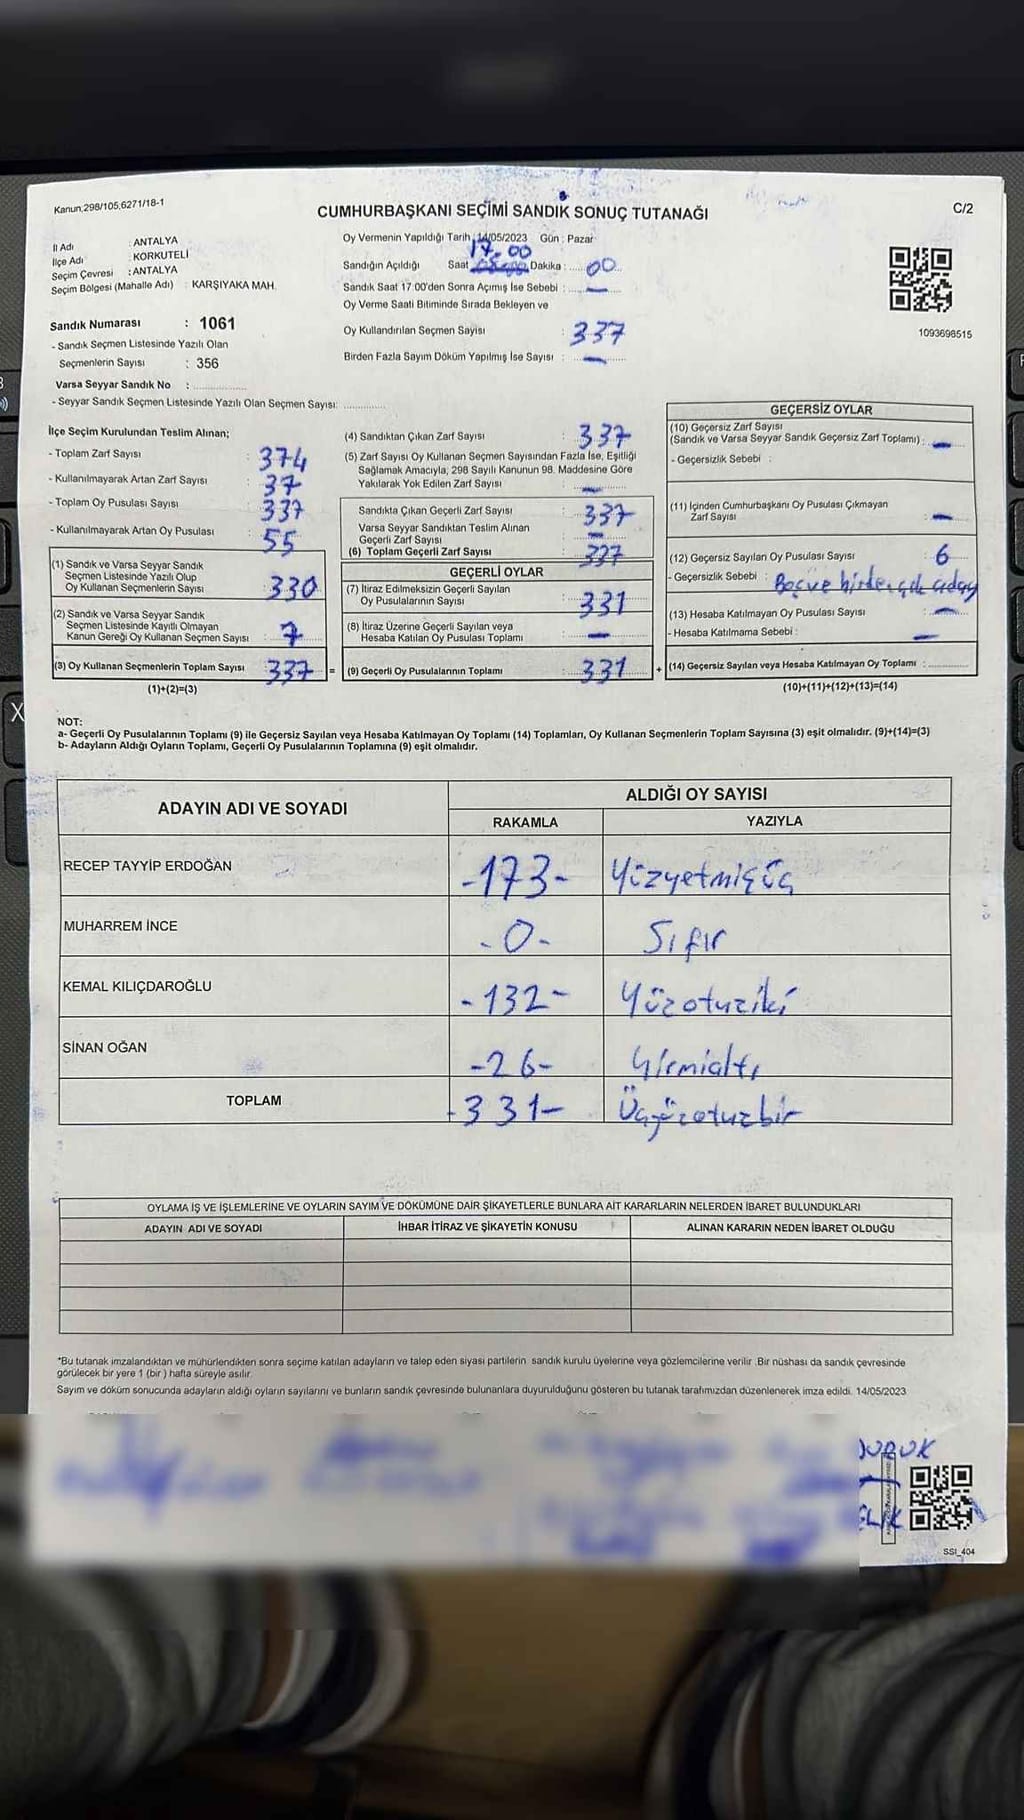 Kanun,298/105,6271/18-1
CUMHURBAŞKANI SEÇİMİ SANDIK SONUÇ TUTANAĞI
C/2
İl Adı : ANTALYA
İlçe Adı : KORKUTELİ
Seçim Çevresi : ANTALYA
Seçim Bölgesi (Mahalle Adı) : KARŞIYAKA MAH.
Sandık Numarası : 1061
- Sandık Seçmen Listesinde Yazılı Olan
Seçmenlerin Sayısı : 356
Varsa Seyyar Sandık No :
- Seyyar Sandık Seçmen Listesinde Yazılı Olan Seçmen Sayısı:
Oy Vermenin Yapıldığı Tarih : 14/05/2023 Gün : Pazar
17.00
Sandığın Açıldığı Saat Dakika : 00
Sandık Saat 17:00'den Sonra Açımış İse Sebebi : —
Oy Verme Saati Bitiminde Sırada Bekleyen ve
Oy Kullandırılan Seçmen Sayısı : 337
Birden Fazla Sayım Döküm Yapılmış İse Sayısı : —
1093698515
İlçe Seçim Kurulundan Teslim Alınan;
- Toplam Zarf Sayısı : 374
- Kullanılmayarak Artan Zarf Sayısı : 37
- Toplam Oy Pusulası Sayısı : 337
- Kullanılmayarak Artan Oy Pusulası : 55
(1) Sandık ve Varsa Seyyar Sandık
Seçmen Listesinde Yazılı Olup
Oy Kullanan Seçmenlerin Sayısı : 330
(2) Sandık ve Varsa Seyyar Sandık
Seçmen Listesinde Kayıtlı Olmayan
Kanun Gereği Oy Kullanan Seçmen Sayısı : 7
(3) Oy Kullanan Seçmenlerin Toplam Sayısı : 337 =
(1)+(2)=(3)
(4) Sandıktan Çıkan Zarf Sayısı : 337
(5) Zarf Sayısı Oy Kullanan Seçmen Sayısından Fazla İse, Eşitliği
Sağlamak Amacıyla, 298 Sayılı Kanunun 98. Maddesine Göre
Yakılarak Yok Edilen Zarf Sayısı : —
Sandıkta Çıkan Geçerli Zarf Sayısı : 337
Varsa Seyyar Sandıktan Teslim Alınan
Geçerli Zarf Sayısı : —
(6) Toplam Geçerli Zarf Sayısı : 337
GEÇERLİ OYLAR
(7) İtiraz Edilmeksizin Geçerli Sayılan
Oy Pusulalarının Sayısı : 331
(8) İtiraz Üzerine Geçerli Sayılan veya
Hesaba Katılan Oy Pusulası Toplamı : —
(9) Geçerli Oy Pusulalarının Toplamı : 331 +
GEÇERSİZ OYLAR
(10) Geçersiz Zarf Sayısı
(Sandık ve Varsa Seyyar Sandık Geçersiz Zarf Toplamı) : —
- Geçersizlik Sebebi :
(11) İçinden Cumhurbaşkanı Oy Pusulası Çıkmayan
Zarf Sayısı : —
(12) Geçersiz Sayılan Oy Pusulası Sayısı : 6
- Geçersizlik Sebebi : Boş ve birden çok aday
(13) Hesaba Katılmayan Oy Pusulası Sayısı : —
- Hesaba Katılmama Sebebi : —
(14) Geçersiz Sayılan veya Hesaba Katılmayan Oy Toplamı :
(10)+(11)+(12)+(13)=(14)
NOT:
a- Geçerli Oy Pusulalarının Toplamı (9) ile Geçersiz Sayılan veya Hesaba Katılmayan Oy Toplamı (14) Toplamları, Oy Kullanan Seçmenlerin Toplam Sayısına (3) eşit olmalıdır. (9)+(14)=(3)
b- Adayların Aldığı Oyların Toplamı, Geçerli Oy Pusulalarının Toplamına (9) eşit olmalıdır.
ADAYIN ADI VE SOYADI
ALDIĞI OY SAYISI
RAKAMLA YAZIYLA
RECEP TAYYİP ERDOĞAN -173- Yüzyetmişüç
MUHARREM İNCE -0- Sıfır
KEMAL KILIÇDAROĞLU -132- Yüzotuziki
SİNAN OĞAN -26- Yirmialtı
TOPLAM -331- Üçyüzotuzbir
OYLAMA İŞ VE İŞLEMLERİNE VE OYLARIN SAYIM VE DÖKÜMÜNE DAİR ŞİKAYETLERLE BUNLARA AİT KARARLARIN NELERDEN İBARET BULUNDUKLARI
ADAYIN ADI VE SOYADI İHBAR İTİRAZ VE ŞİKAYETİN KONUSU ALINAN KARARIN NEDEN İBARET OLDUĞU
*Bu tutanak imzalandıktan ve mühürlendikten sonra seçime katılan adayların ve talep eden siyasi partilerin sandık kurulu üyelerine veya gözlemcilerine verilir .Bir nüshası da sandık çevresinde
görülecek bir yere 1 (bir ) hafta süreyle asılır.
Sayım ve döküm sonucunda adayların aldığı oyların sayılarını ve bunların sandık çevresinde bulunanlara duyurulduğunu gösteren bu tutanak tarafımızdan düzenlenerek imza edildi. 14/05/2023
SSI_404